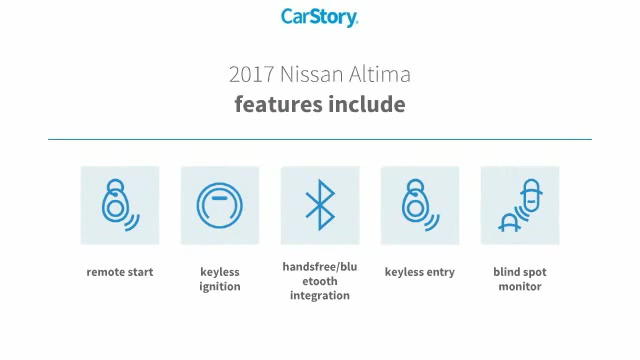 CarStory
2017 Nissan Altima
features include
remote start
keyless
ignition
handsfree/blu
etooth
integration
keyless entry
blind spot
monitor